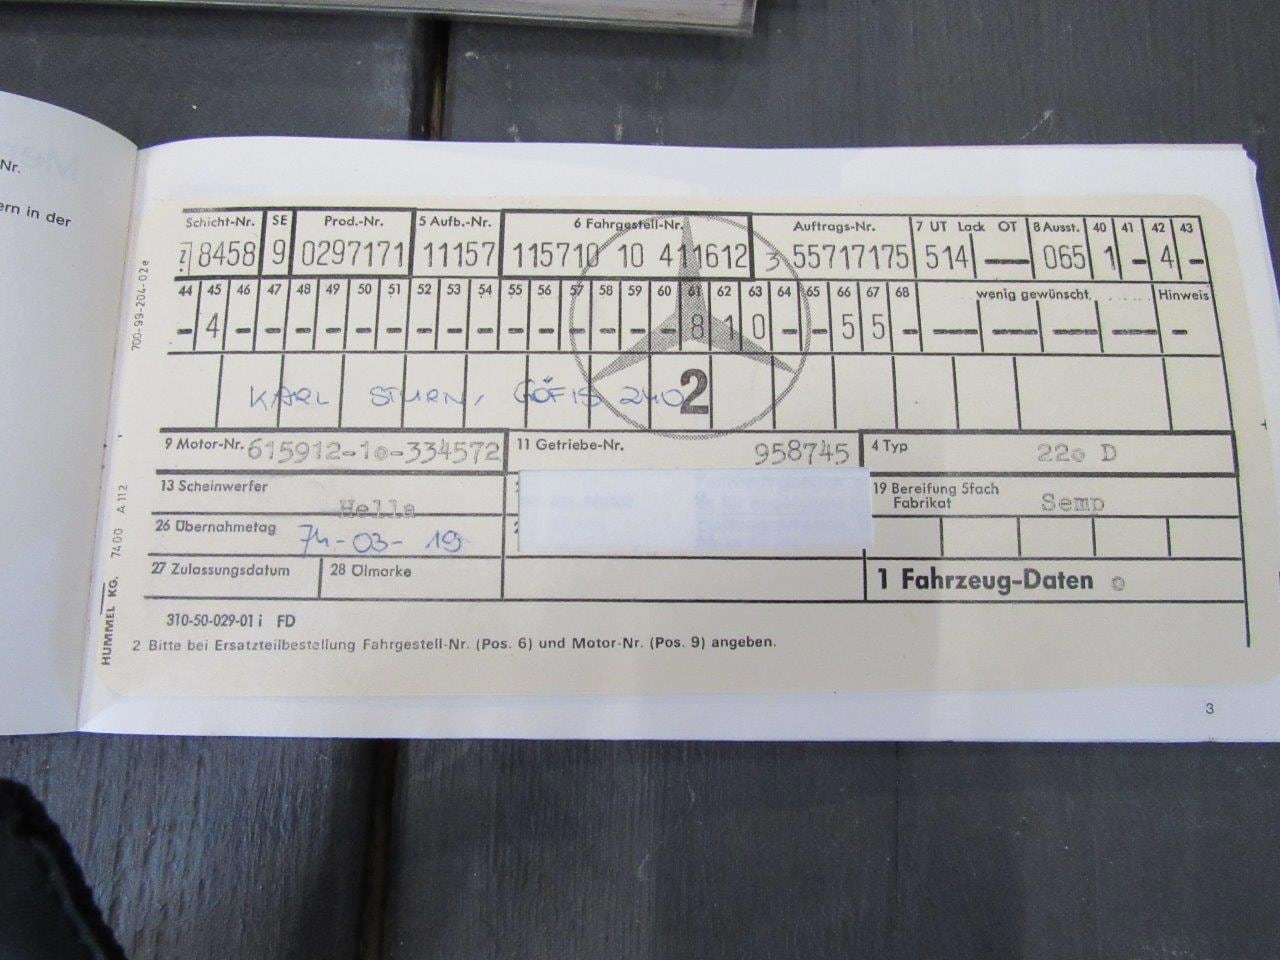 Nr.
ern in der
Schicht-Nr. SE Prod.-Nr. 5 Aufb.-Nr. 6 Fahrgestell-Nr. Auftrags-Nr. 7 UT Lack OT 8 Ausst. 40 41 42 43
Z 8458 9 0297171 11157 115710 10 411612 3 55717175 514 — 065 1 - 4 -
44 45 46 47 48 49 50 51 52 53 54 55 56 57 58 59 60 61 62 63 64 65 66 67 68 wenig gewünscht. Hinweis
- 4 - - - - - - - - - - - - - - - 8 1 0 - - 5 5 - — — — — -
KARL STURN, GÖFIS 240
2
9 Motor-Nr. 615912-10-334572 11 Getriebe-Nr. 958745 4 Typ 220 D
13 Scheinwerfer Hella 19 Bereifung 5fach Fabrikat Semp
26 Übernahmetag 74-03-19
27 Zulassungsdatum 28 Ölmarke 1 Fahrzeug-Daten
310-50-029-01 i FD
2 Bitte bei Ersatzteilbestellung Fahrgestell-Nr. (Pos. 6) und Motor-Nr. (Pos. 9) angeben.
HUMMEL KG. 7400 A 112 700-99-204-02e
3